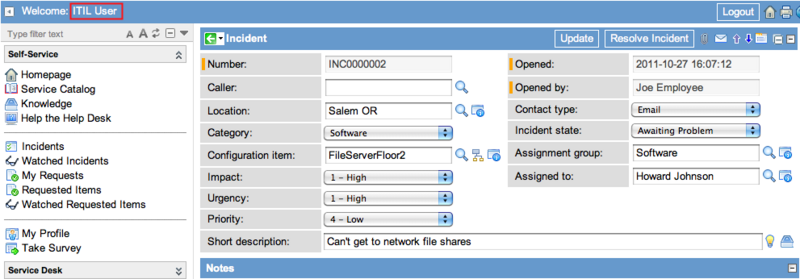 Welcome: ITIL User
Logout
Type filter text
A A
Self-Service
Homepage
Service Catalog
Knowledge
Help the Help Desk
Incidents
Watched Incidents
My Requests
Requested Items
Watched Requested Items
My Profile
Take Survey
Service Desk
Incident
Update
Resolve Incident
Number: INC0000002
Caller:
Location: Salem OR
Category: Software
Configuration item: FileServerFloor2
Impact: 1 - High
Urgency: 1 - High
Priority: 4 - Low
Opened: 2011-10-27 16:07:12
Opened by: Joe Employee
Contact type: Email
Incident state: Awaiting Problem
Assignment group: Software
Assigned to: Howard Johnson
Short description: Can't get to network file shares
Notes